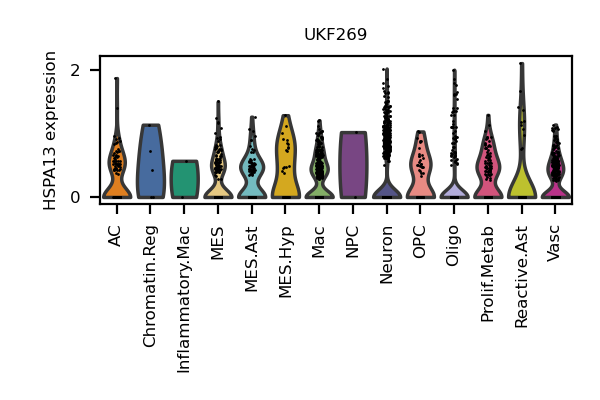 UKF269
HSPA13 expression
2
0
AC
Chromatin.Reg
Inflammatory.Mac
MES
MES.Ast
MES.Hyp
Mac
NPC
Neuron
OPC
Oligo
Prolif.Metab
Reactive.Ast
Vasc